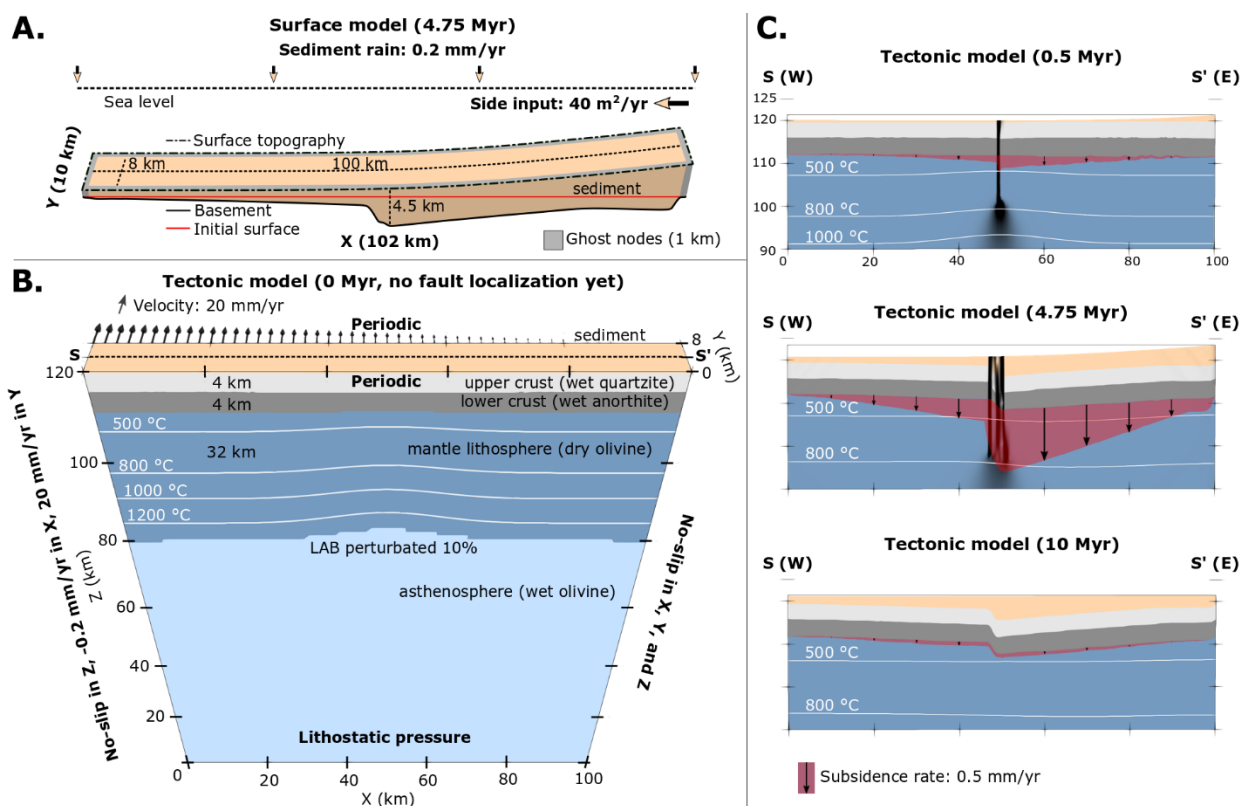 A.
Surface model (4.75 Myr)
Sediment rain: 0.2 mm/yr
Sea level
Side input: 40 m²/yr
Surface topography
Y (10 km)
8 km
100 km
sediment
4.5 km
Basement
Initial surface
X (102 km)
Ghost nodes (1 km)
B.
Tectonic model (0 Myr, no fault localization yet)
Velocity: 20 mm/yr
Periodic
sediment
8
Y (km)
S
S'
120
0
4 km
Periodic
upper crust (wet quartzite)
4 km
lower crust (wet anorthite)
500 °C
32 km
mantle lithosphere (dry olivine)
100
800 °C
1000 °C
1200 °C
80
LAB perturbated 10%
Z (km)
asthenosphere (wet olivine)
60
40
20
No-slip in Z, -0.2 mm/yr in X, 20 mm/yr in Y
No-slip in X, Y, and Z
Lithostatic pressure
0
20
40
60
80
100
X (km)
C.
Tectonic model (0.5 Myr)
S (W)
S' (E)
125
120
110
500 °C
100
800 °C
1000 °C
90
0
20
40
60
80
100
Tectonic model (4.75 Myr)
S (W)
S' (E)
500 °C
800 °C
Tectonic model (10 Myr)
S (W)
S' (E)
500 °C
800 °C
Subsidence rate: 0.5 mm/yr